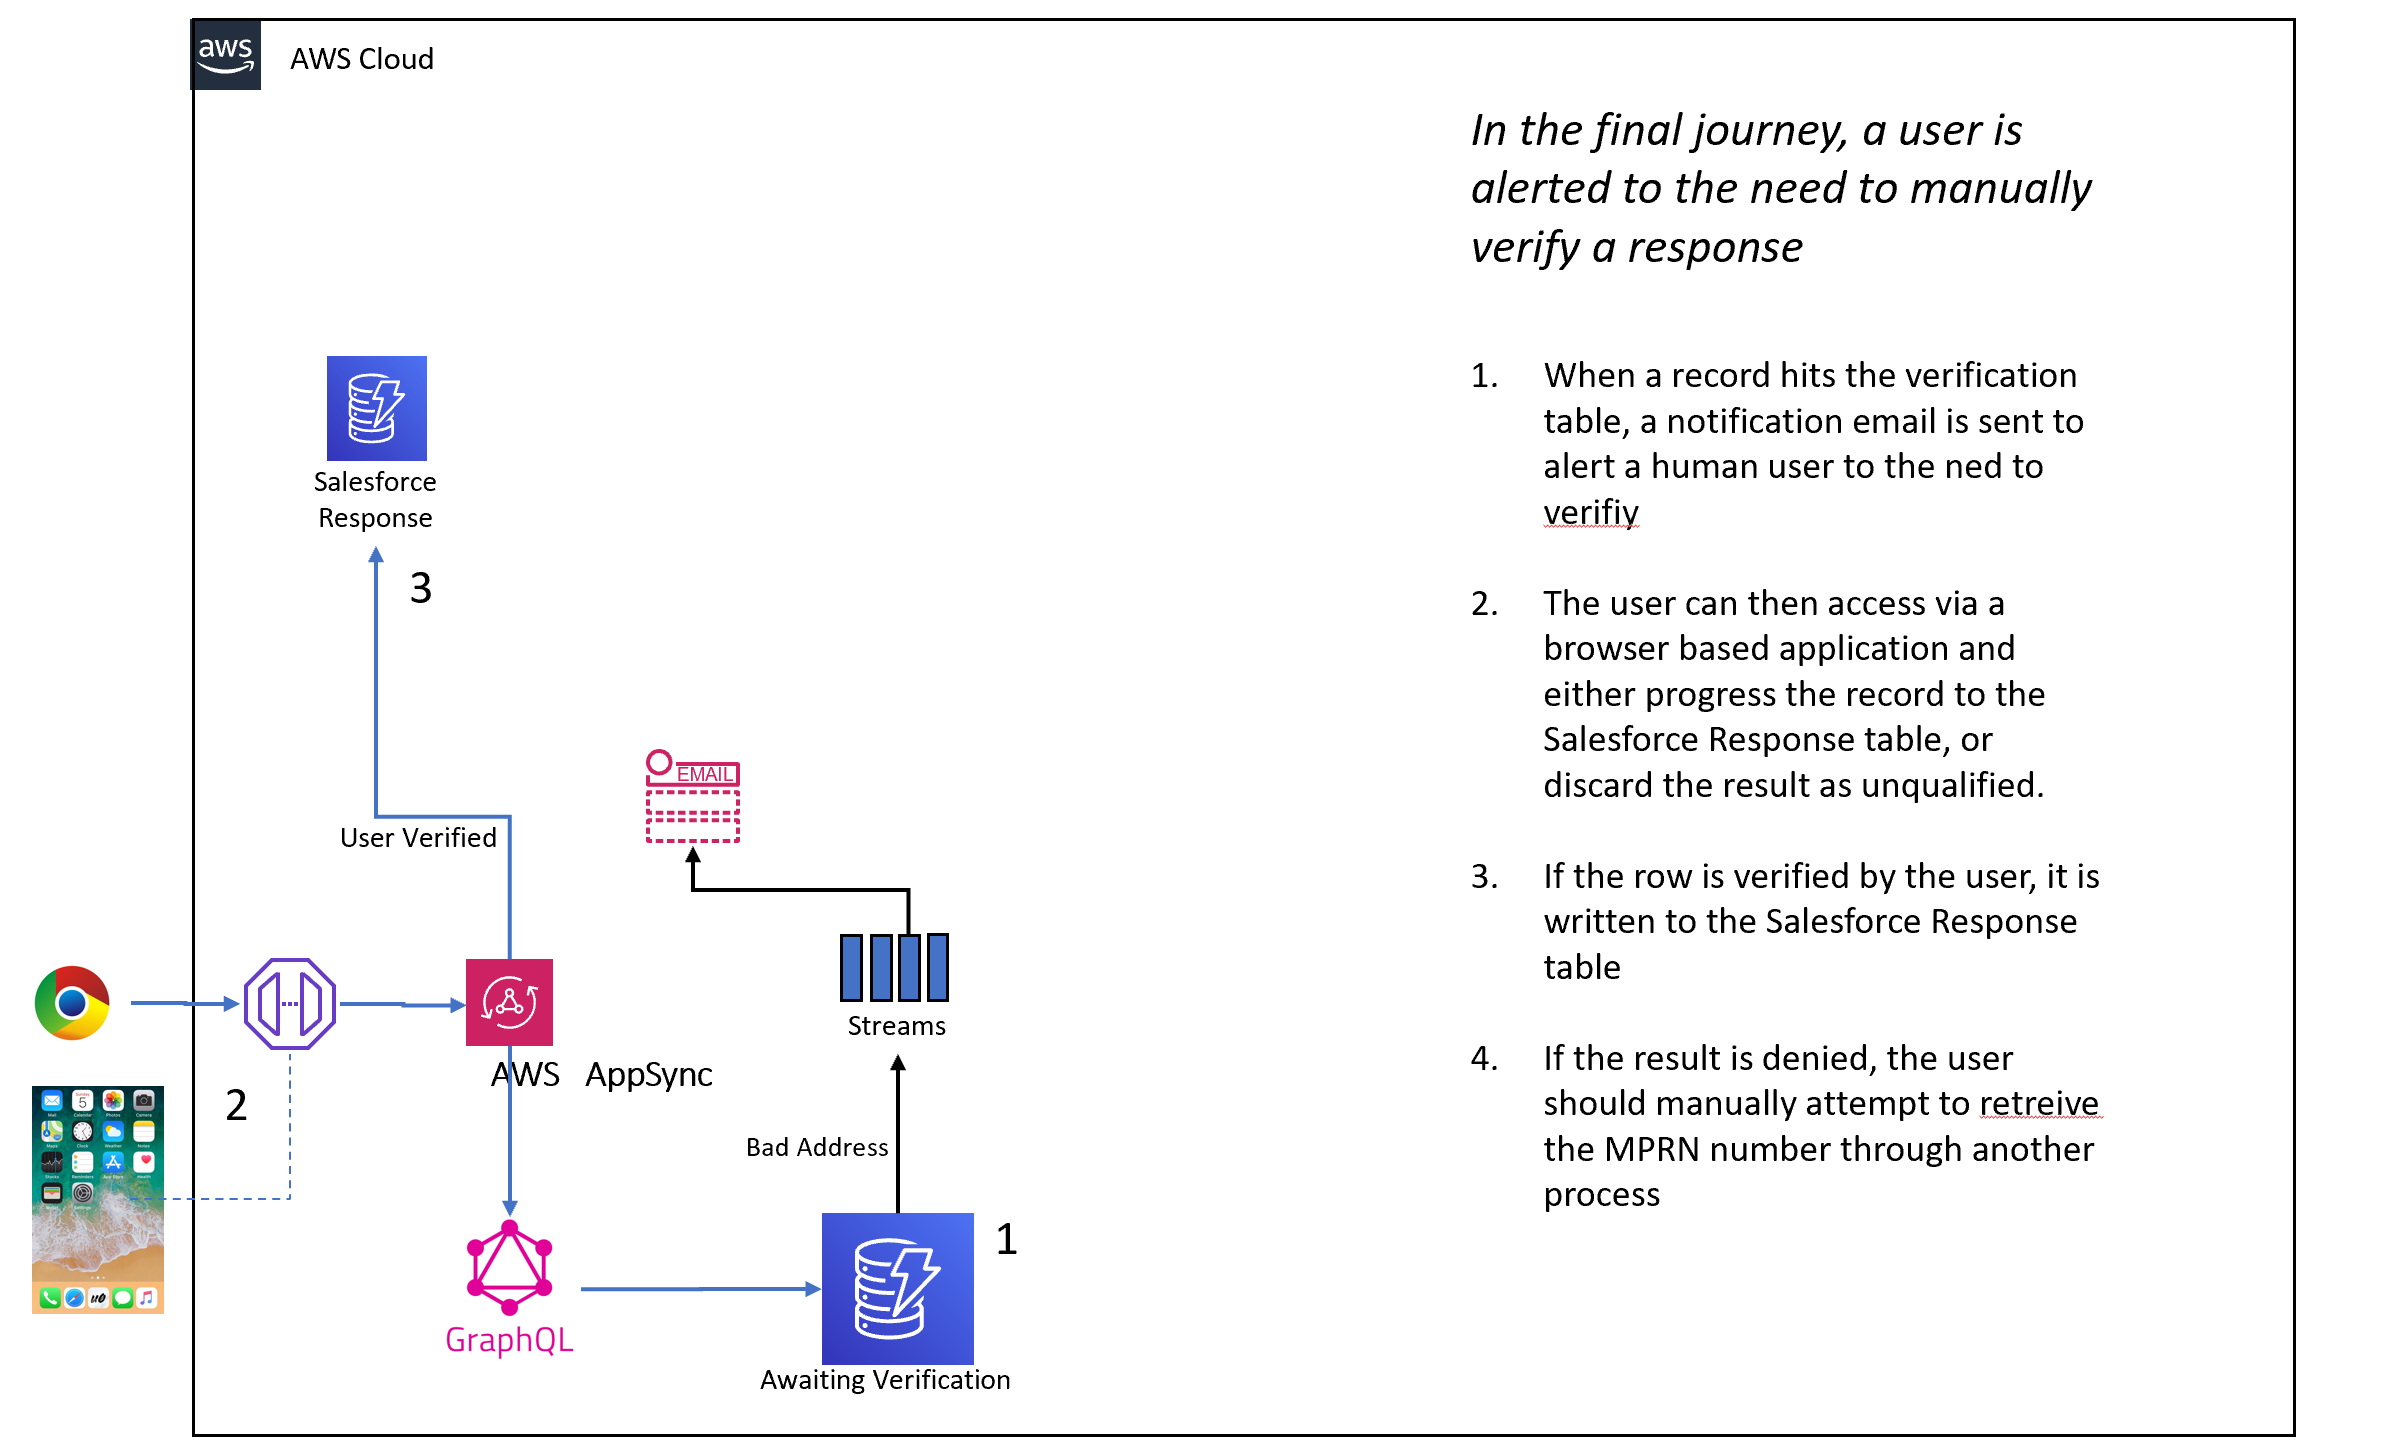 aws
AWS Cloud
In the final journey, a user is
alerted to the need to manually
verify a response
Salesforce
Response
3
User Verified
EMAIL
Streams
AWS AppSync
2
Bad Address
1
GraphQL
Awaiting Verification
1. When a record hits the verification
table, a notification email is sent to
alert a human user to the ned to
verifiy
2. The user can then access via a
browser based application and
either progress the record to the
Salesforce Response table, or
discard the result as unqualified.
3. If the row is verified by the user, it is
written to the Salesforce Response
table
4. If the result is denied, the user
should manually attempt to retreive
the MPRN number through another
process